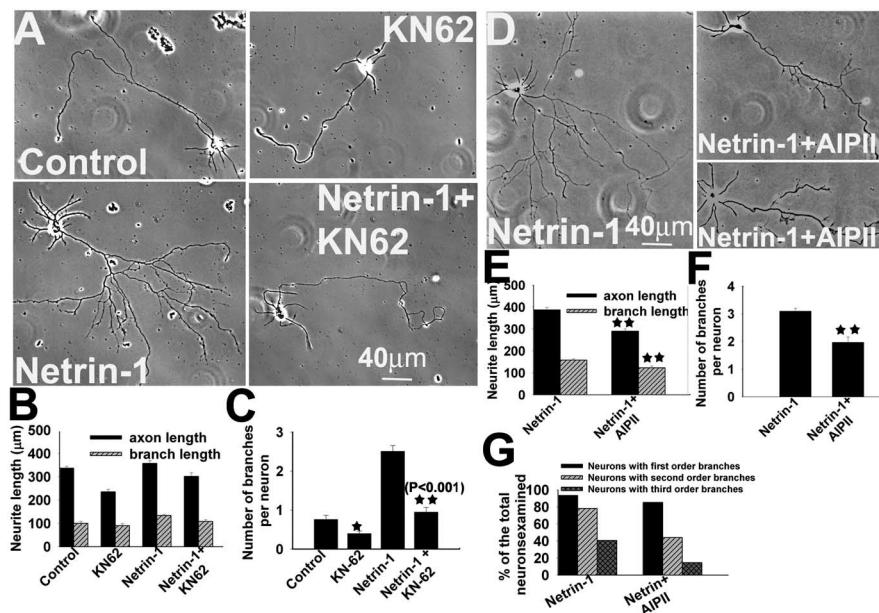 A
Control
KN62
Netrin-1
Netrin-1+
KN62
40µm
B
Neurite length (µm)
500
400
300
200
100
0
axon length
branch length
Control
KN62
Netrin-1
Netrin-1+
KN62
C
Number of branches
per neuron
3
2
1
0
(P<0.001)
★
★★
Control
KN-62
Netrin-1
Netrin-1+
KN-62
D
Netrin-1
40µm
Netrin-1+AIPII
Netrin-1+AIPII
E
Neurite length (µm)
500
400
300
200
100
0
axon length
branch length
★★
★★
Netrin-1
Netrin-1+
AIPII
F
Number of branches
per neuron
4
3
2
1
0
★★
Netrin-1
Netrin-1+
AIPII
G
% of the total
neuronsexamined
100
80
60
40
20
0
Neurons with first order branches
Neurons with second order branches
Neurons with third order branches
Netrin-1
Netrin+
AIPII